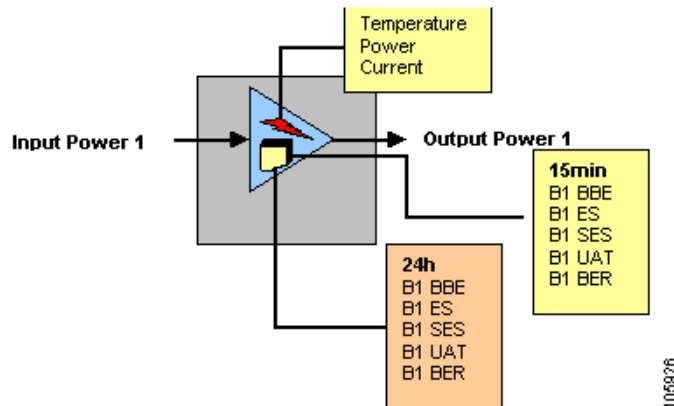 Temperature
Power
Current
Input Power 1
Output Power 1
15min
B1 BBE
B1 ES
B1 SES
B1 UAT
B1 BER
24h
B1 BBE
B1 ES
B1 SES
B1 UAT
B1 BER
105926